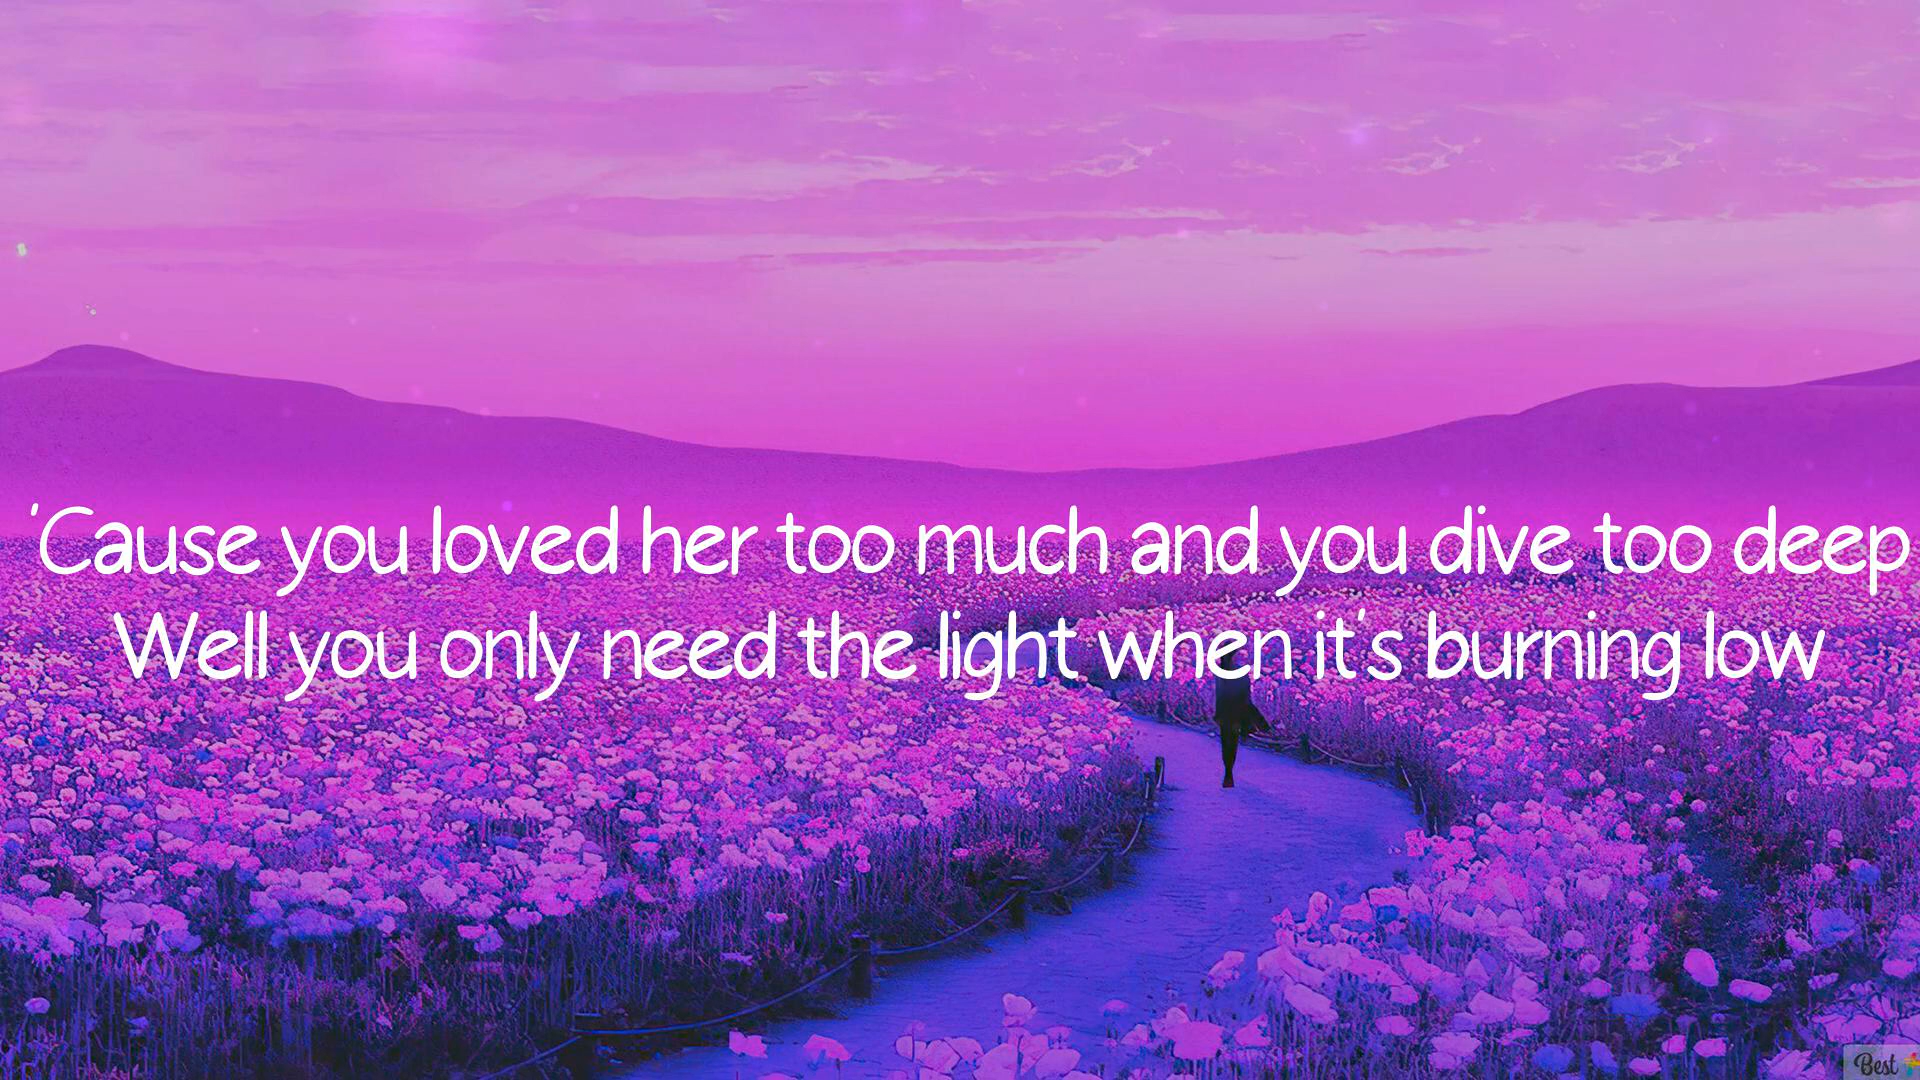 'Cause you loved her too much and you dive too deep
Well you only need the light when it's burning low
Best